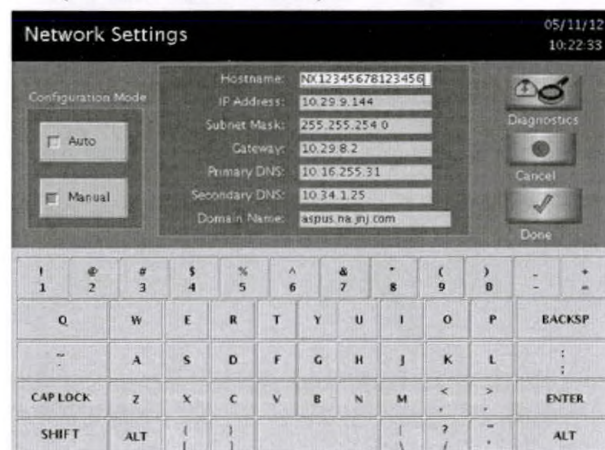 Network Settings
05/11/12
10:22:33
Configuration Mode
Auto
Manual
Hostname: NX12345678123456
IP Address: 10.29.9.144
Subnet Mask: 255.255.254.0
Gateway: 10.29.8.2
Primary DNS: 10.16.255.31
Secondary DNS: 10.34.1.25
Domain Name: aspus.na.jnj.com
Diagnostics
Cancel
Done
! @ # $ % ^ & * ( ) - +
1 2 3 4 5 6 7 8 9 0 - =
Q W E R T Y U I O P BACKSP
~ A S D F G H J K L :
;
CAP LOCK Z X C V B N M < > ENTER
, .
SHIFT ALT { } | ? " ALT
[ ] \ / '